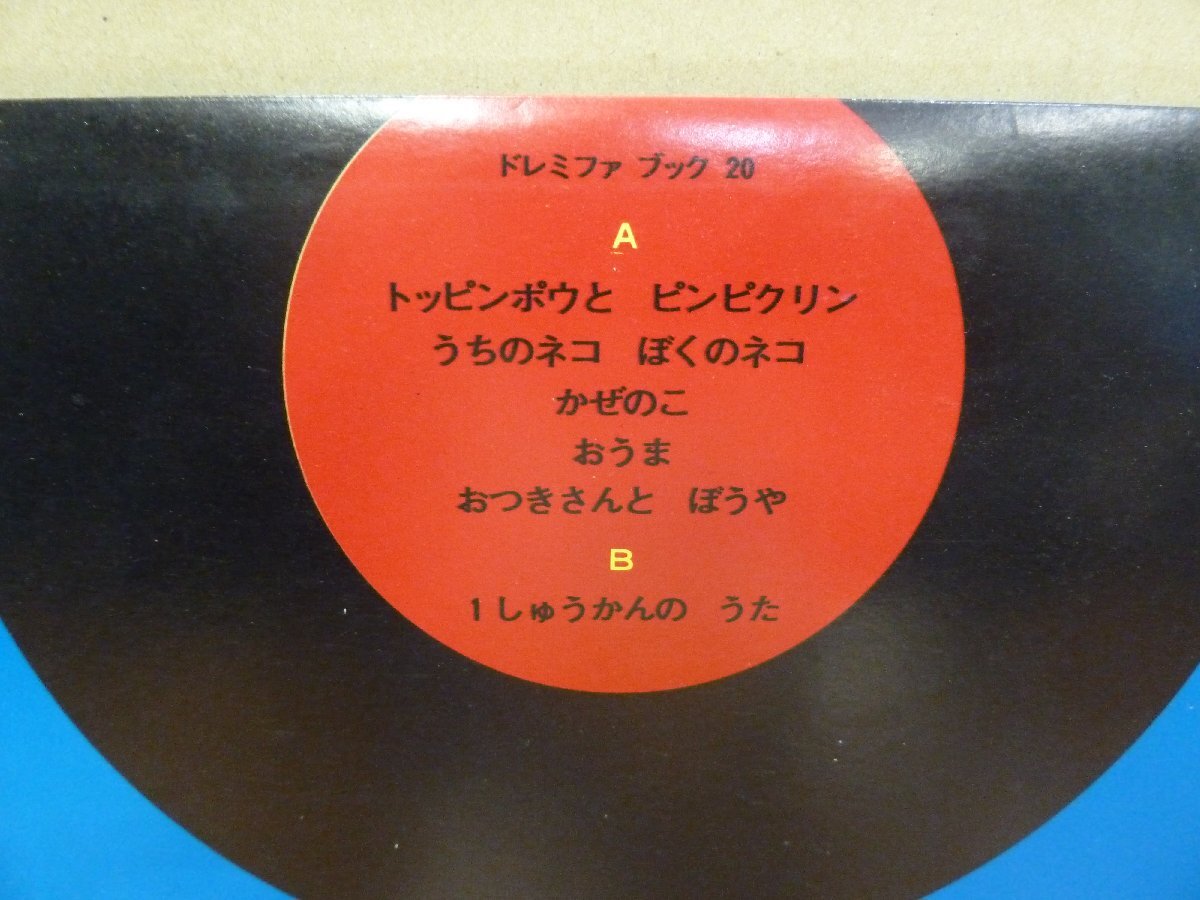 ドレミファ ブック 20
A
トッピンポウと ピンピクリン
うちのネコ ぼくのネコ
かぜのこ
おうま
おつきさんと ぼうや
B
1しゅうかんの うた